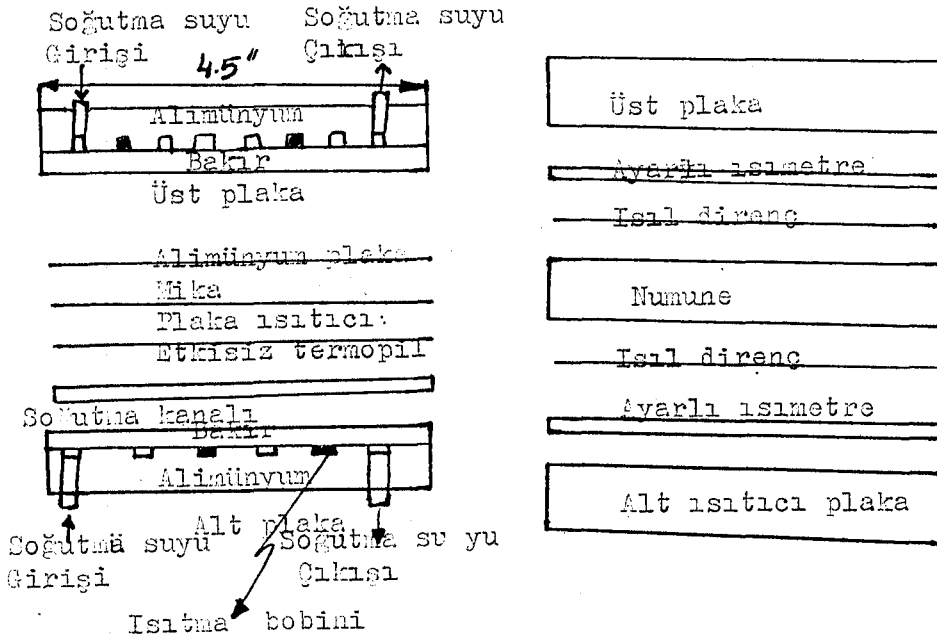 Soğutma suyu
Girişi
Soğutma suyu
Çıkışı
4.5"
Alimünyum
Bakır
Üst plaka
Alimünyum plaka
Mika
Plaka ısıtıcı
Etkisiz termopil
Soğutma kanalı
Bakır
Alimünyum
Alt plaka
Soğutma suyu
Girişi
Soğutma su yu
Çıkışı
Isıtma bobini
Üst plaka
Ayarlı ısımetre
Isıl direnç
Numune
Isıl direnç
Ayarlı ısımetre
Alt ısıtıcı plaka